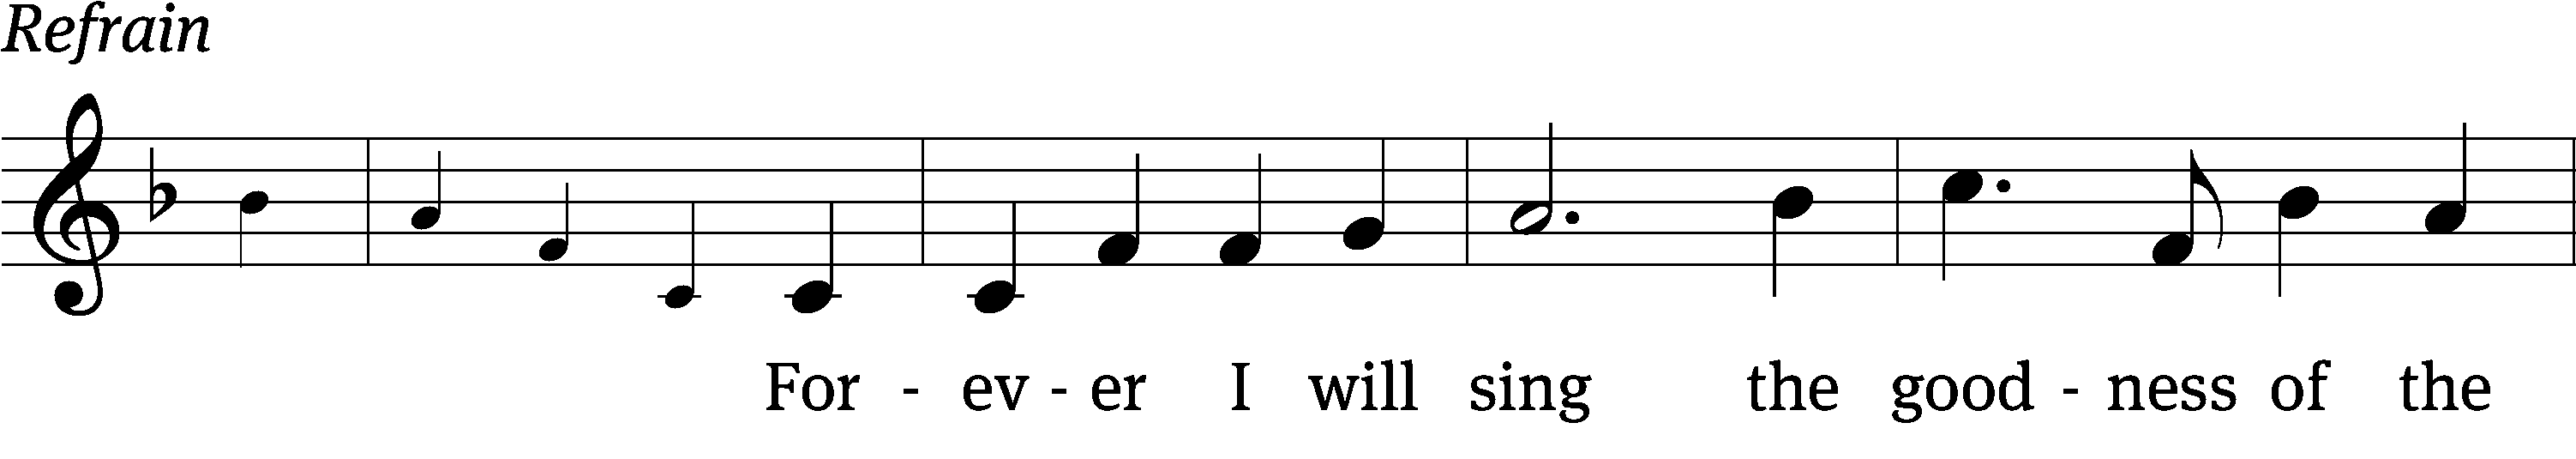 Refrain
For - ev - er I will sing the good - ness of the